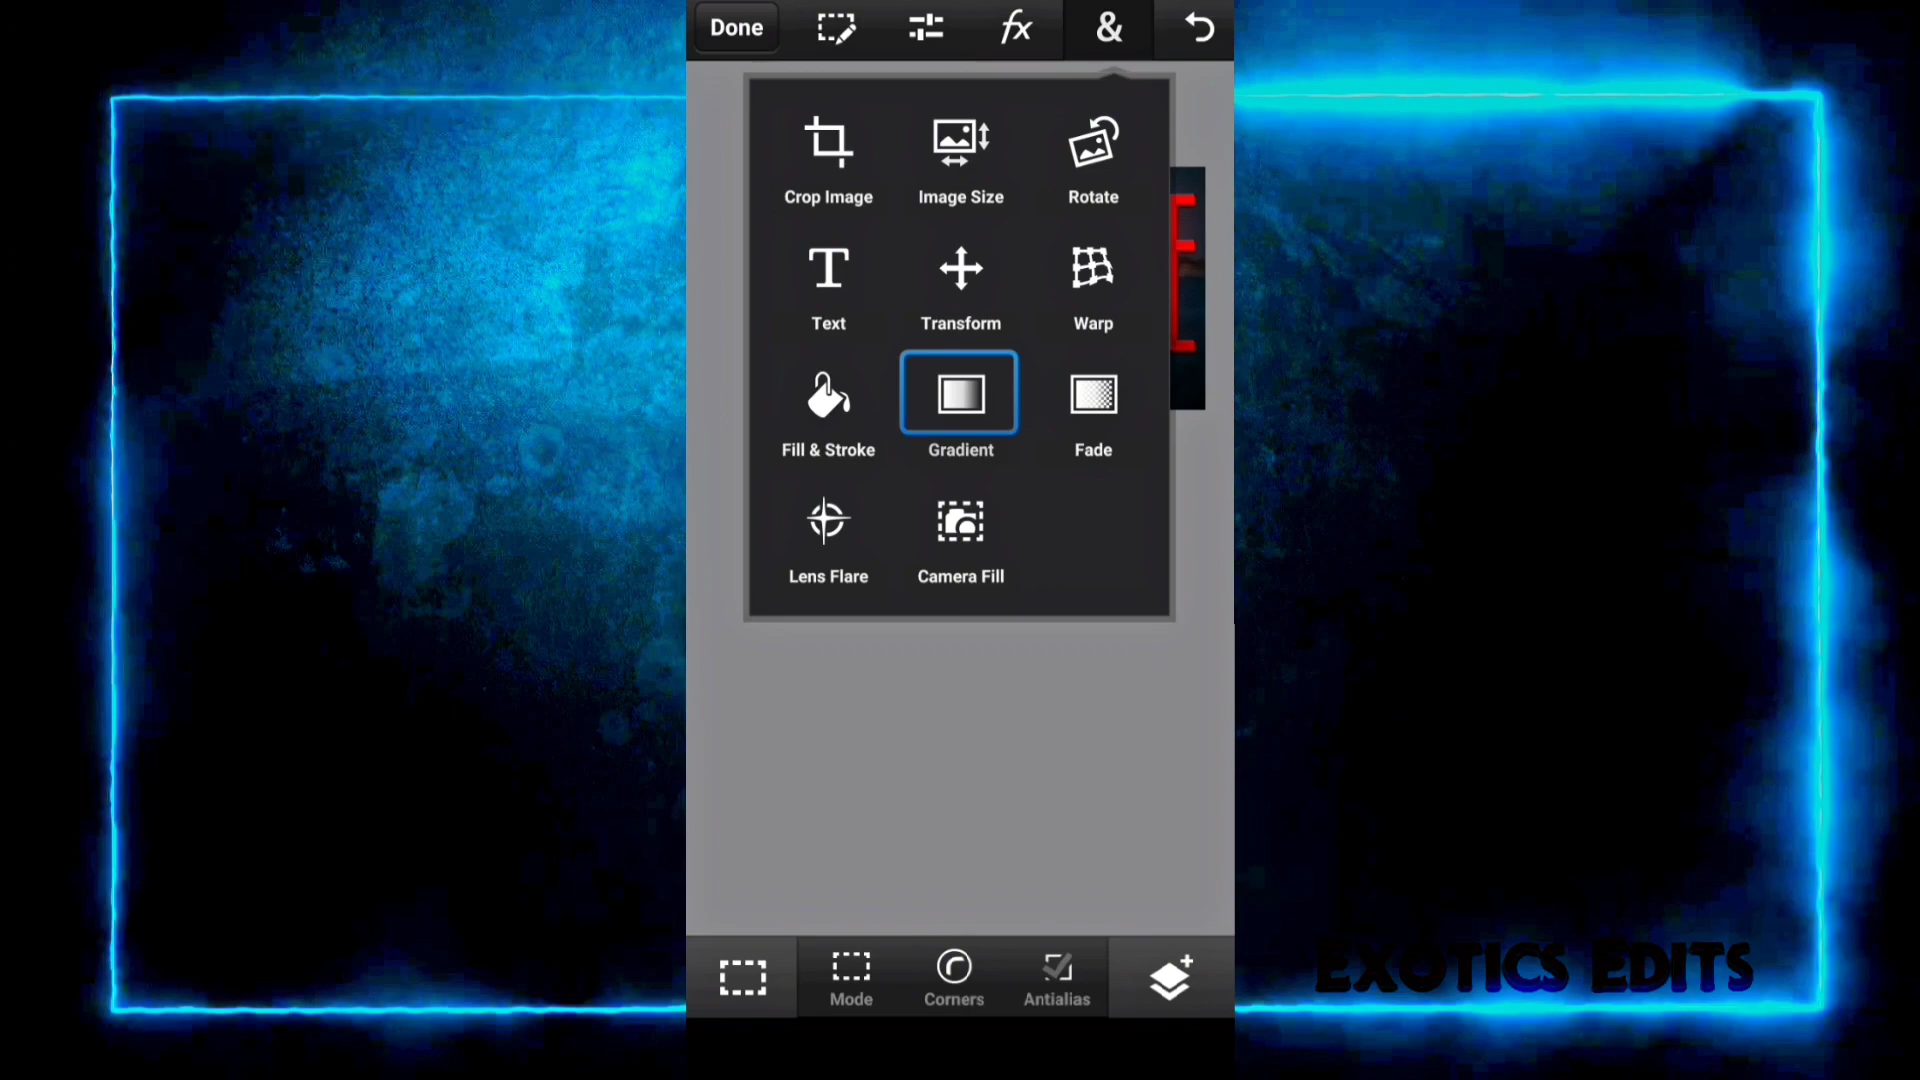 Done
fx
&
Crop Image
Image Size
Rotate
Text
Transform
Warp
Fill & Stroke
Gradient
Fade
Lens Flare
Camera Fill
E
Mode
Corners
Antialias
EXOTICS EDITS